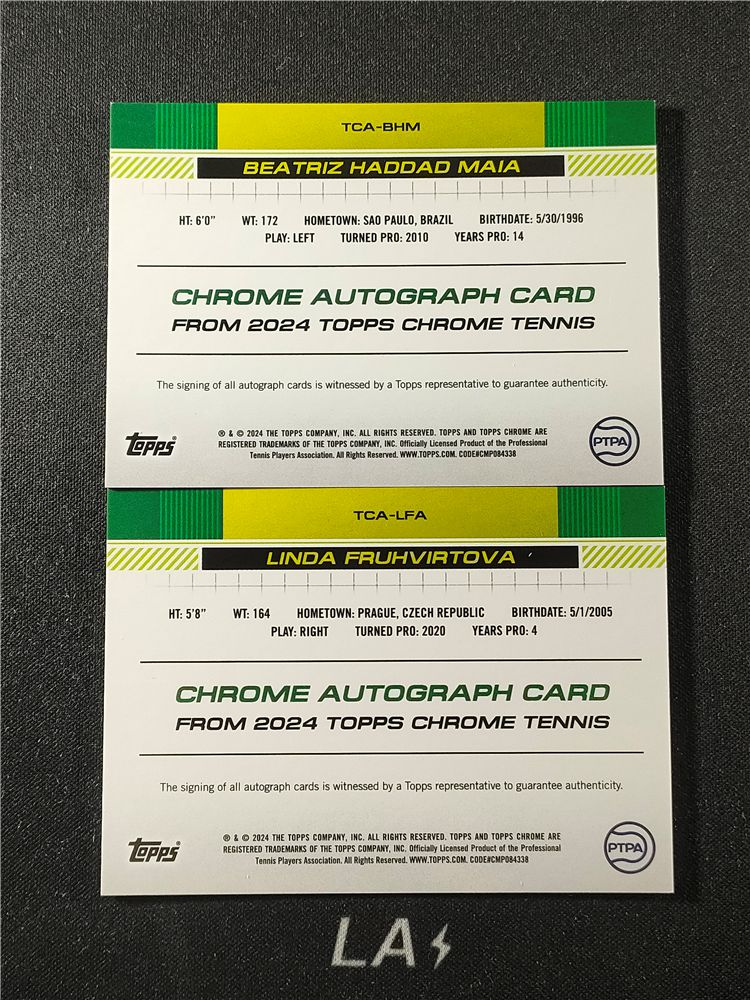 TCA-BHM
BEATRIZ HADDAD MAIA
HT: 6'0" WT: 172 HOMETOWN: SAO PAULO, BRAZIL BIRTHDATE: 5/30/1996
PLAY: LEFT TURNED PRO: 2010 YEARS PRO: 14
CHROME AUTOGRAPH CARD
FROM 2024 TOPPS CHROME TENNIS
The signing of all autograph cards is witnessed by a Topps representative to guarantee authenticity.
topps®
® & © 2024 THE TOPPS COMPANY, INC. ALL RIGHTS RESERVED. TOPPS AND TOPPS CHROME ARE
REGISTERED TRADEMARKS OF THE TOPPS COMPANY, INC. Officially Licensed Product of the Professional
Tennis Players Association. All Rights Reserved. WWW.TOPPS.COM. CODE#CMP084338
PTPA
TCA-LFA
LINDA FRUHVIRTOVA
HT: 5'8" WT: 164 HOMETOWN: PRAGUE, CZECH REPUBLIC BIRTHDATE: 5/1/2005
PLAY: RIGHT TURNED PRO: 2020 YEARS PRO: 4
CHROME AUTOGRAPH CARD
FROM 2024 TOPPS CHROME TENNIS
The signing of all autograph cards is witnessed by a Topps representative to guarantee authenticity.
topps®
® & © 2024 THE TOPPS COMPANY, INC. ALL RIGHTS RESERVED. TOPPS AND TOPPS CHROME ARE
REGISTERED TRADEMARKS OF THE TOPPS COMPANY, INC. Officially Licensed Product of the Professional
Tennis Players Association. All Rights Reserved. WWW.TOPPS.COM. CODE#CMP084338
PTPA
LA